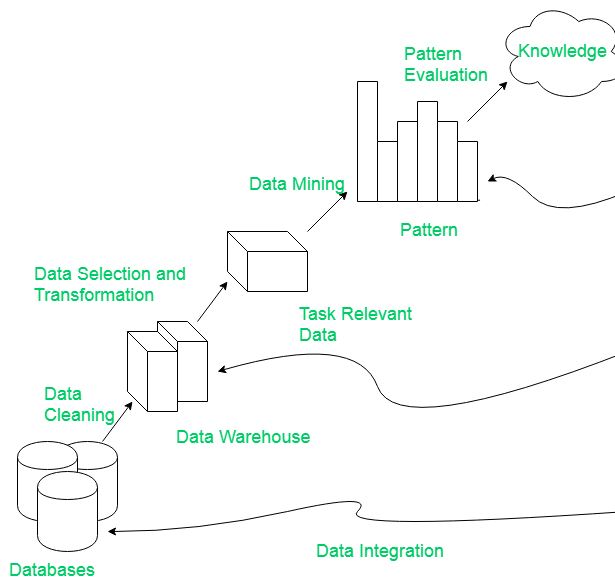 Pattern
Evaluation
Knowledge
Data Mining
Pattern
Data Selection and
Transformation
Task Relevant
Data
Data
Cleaning
Data Warehouse
Data Integration
Databases